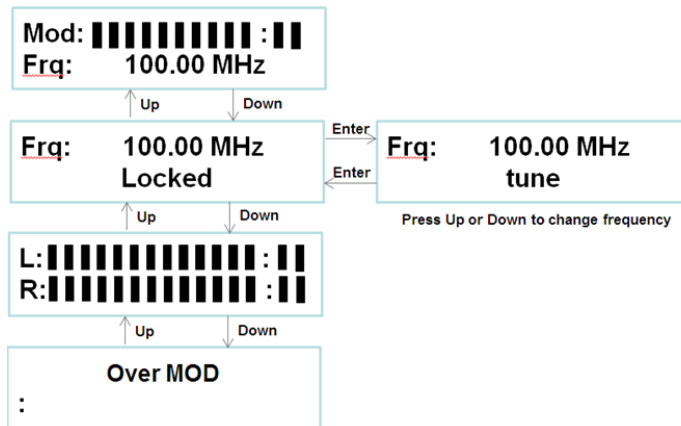 Mod: :
Frq: 100.00 MHz
Up
Down
Frq: 100.00 MHz
Locked
Enter
Enter
Frq: 100.00 MHz
tune
Press Up or Down to change frequency
Up
Down
L: :
R: :
Up
Down
Over MOD
: